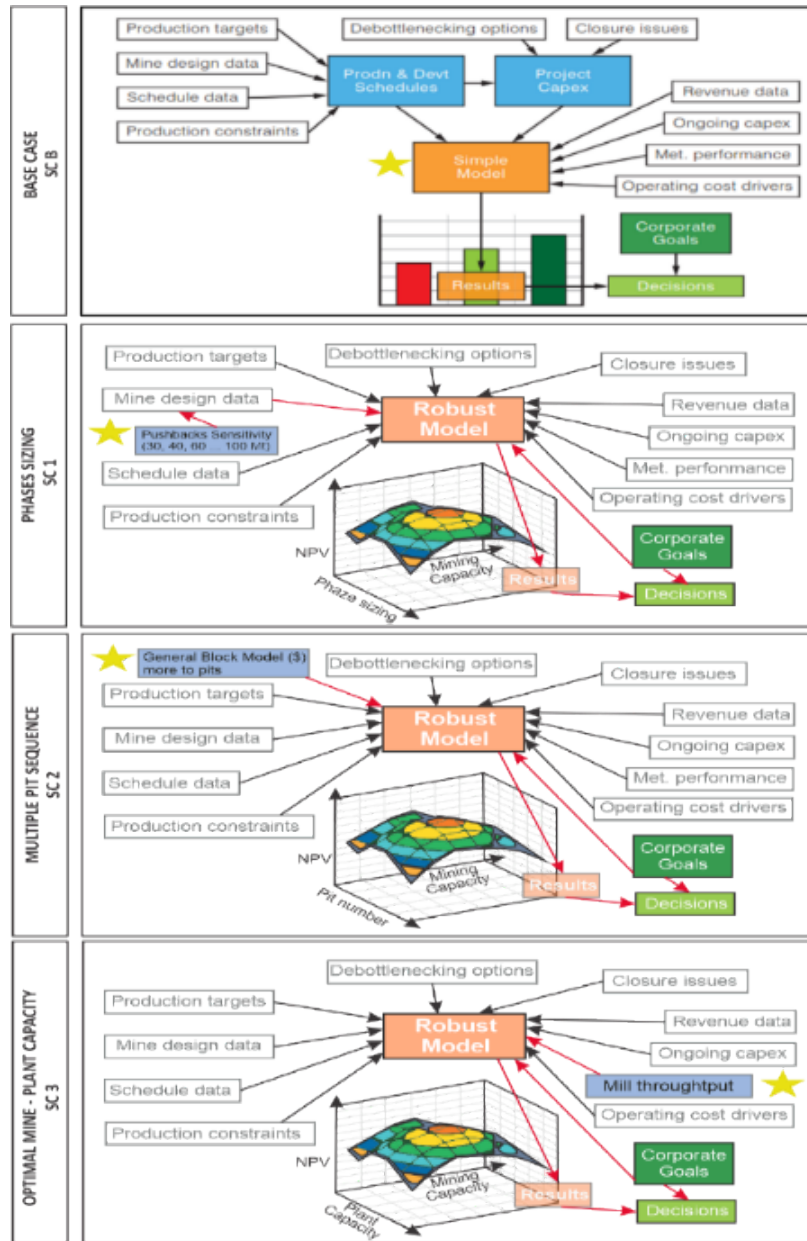 BASE CASE
SC B
Production targets
Debottlenecking options
Closure issues
Mine design data
Schedule data
Production constraints
Prodn & Devt
Schedules
Project
Capex
Revenue data
Ongoing capex
Met. performance
Operating cost drivers
Simple
Model
Corporate
Goals
Results
Decisions
PHASES SIZING
SC 1
Production targets
Debottlenecking options
Closure issues
Mine design data
Pushbacks Sensitivity
(30, 40, 60 ... 100 Mt)
Schedule data
Production constraints
Robust
Model
Revenue data
Ongoing capex
Met. performance
Operating cost drivers
NPV
Mining
Capacity
Phaze sizing
Results
Corporate
Goals
Decisions
MULTIPLE PIT SEQUENCE
SC 2
General Block Model ($)
more to pits
Debottlenecking options
Closure issues
Production targets
Mine design data
Schedule data
Production constraints
Robust
Model
Revenue data
Ongoing capex
Met. performance
Operating cost drivers
NPV
Mining
Capacity
Pit number
Results
Corporate
Goals
Decisions
OPTIMAL MINE - PLANT CAPACITY
SC 3
Debottlenecking options
Closure issues
Production targets
Mine design data
Schedule data
Production constraints
Robust
Model
Revenue data
Ongoing capex
Mill throughtput
Operating cost drivers
NPV
Mining
Capacity
Plant
Capacity
Results
Corporate
Goals
Decisions